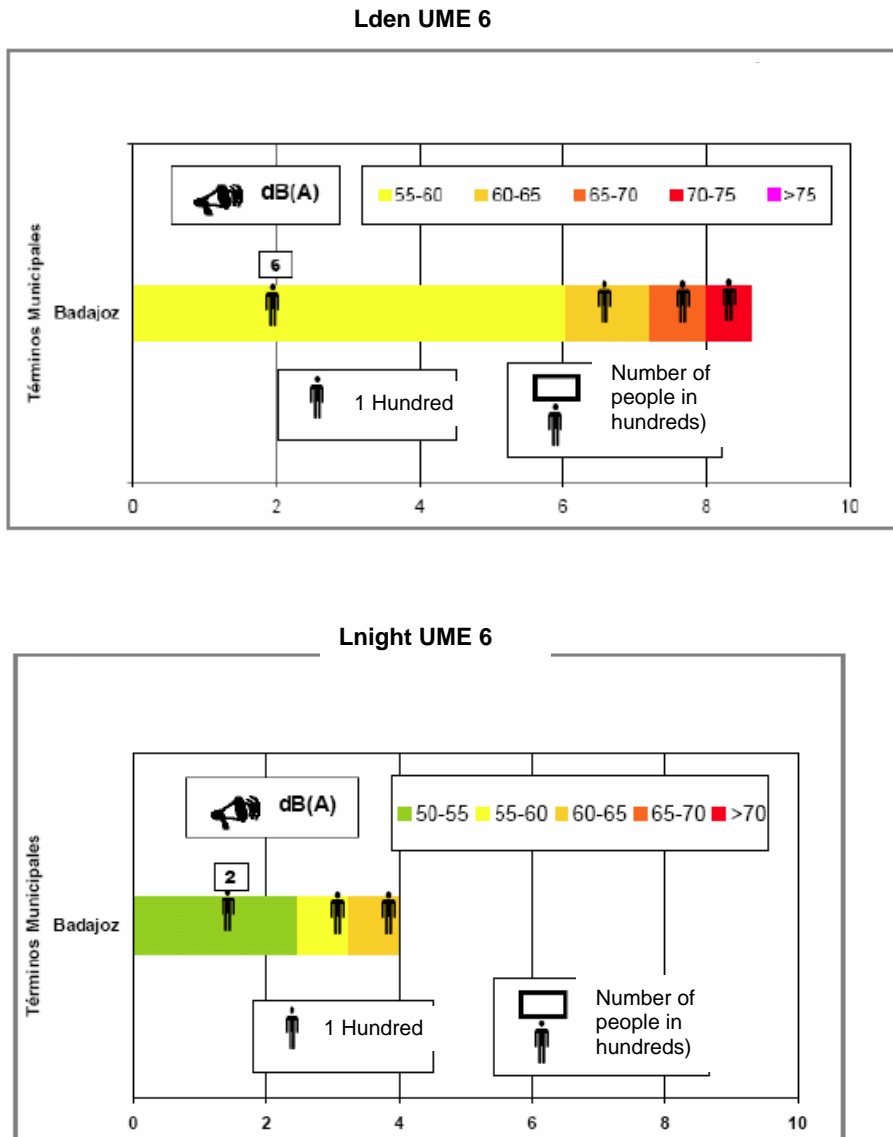 Lden UME 6
dB(A)
55-60 60-65 65-70 70-75 >75
6
Términos Municipales
Badajoz
1 Hundred
Number of
people in
hundreds)
0 2 4 6 8 10
Lnight UME 6
dB(A)
50-55 55-60 60-65 65-70 >70
2
Términos Municipales
Badajoz
1 Hundred
Number of
people in
hundreds)
0 2 4 6 8 10